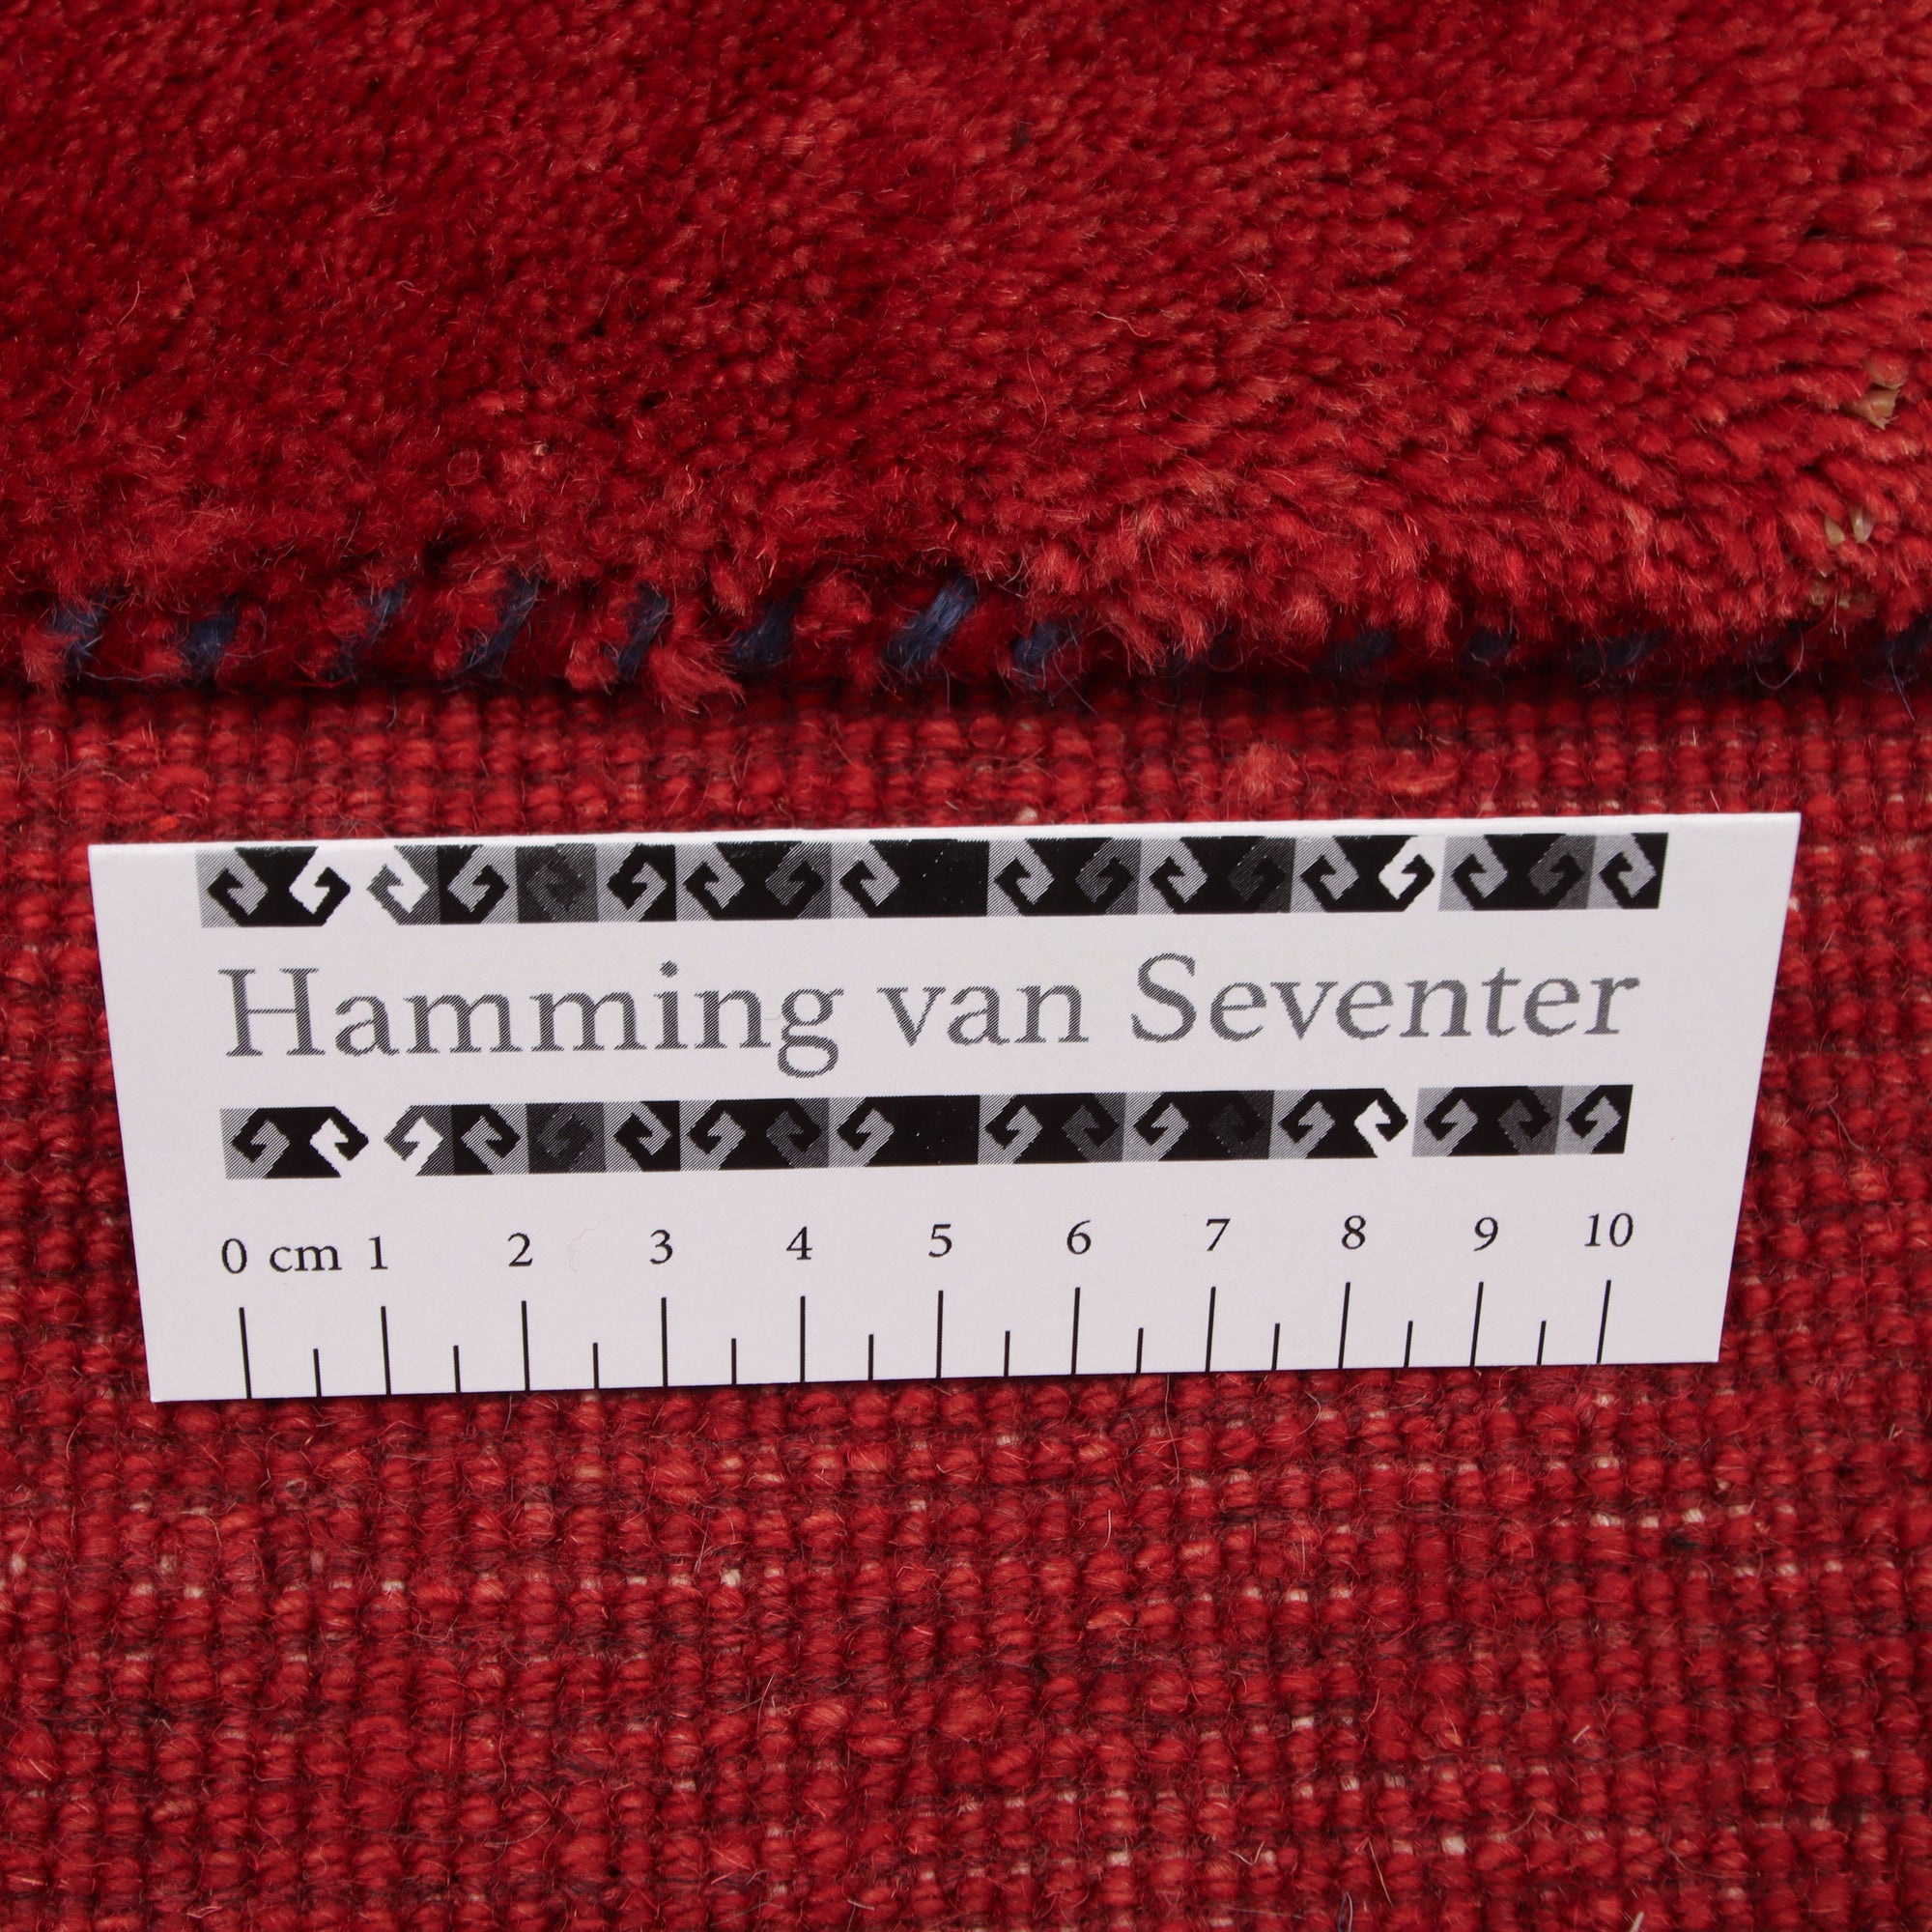 Hamming van Seventer
0 cm 1 2 3 4 5 6 7 8 9 10